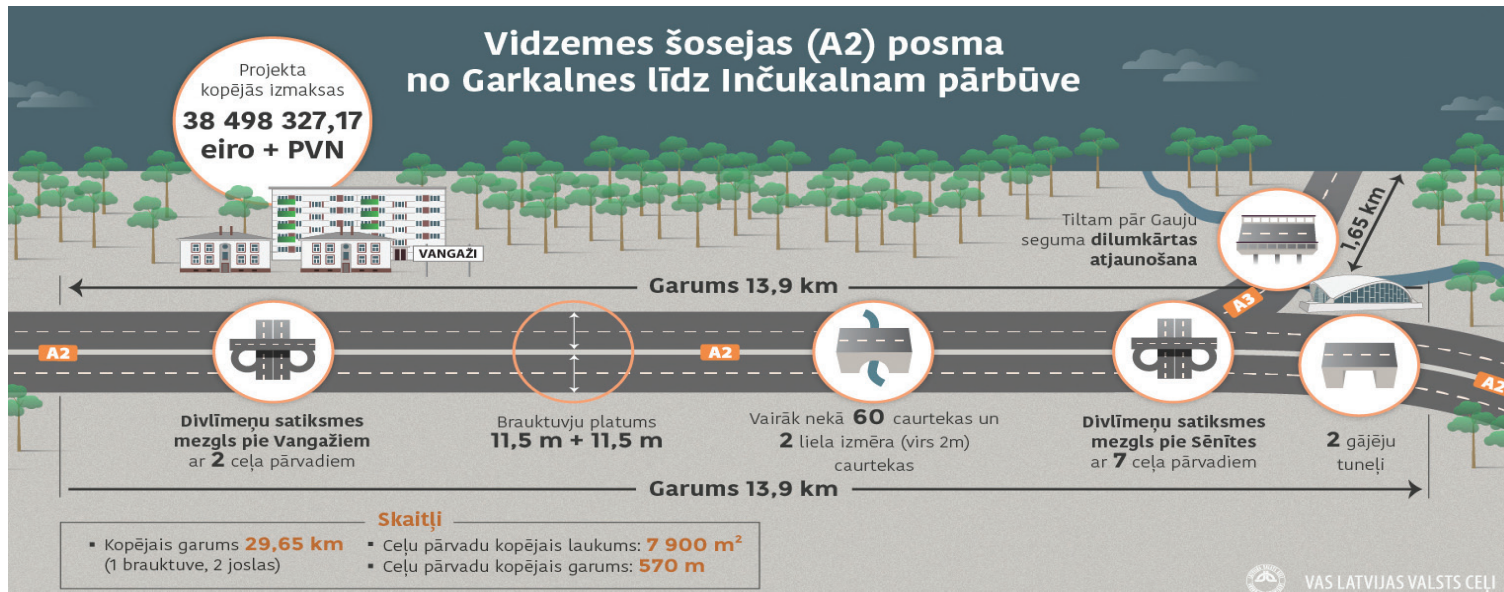 Vidzemes šosejas (A2) posma
no Garkalnes līdz Inčukalnam pārbūve
Projekta
kopējās izmaksas
38 498 327,17
eiro + PVN
VANGAŽI
Tiltam pār Gauju
seguma dilumkārtas
atjaunošana
1,65 km
Garums 13,9 km
A3
A2
A2
A2
Divlīmeņu satiksmes
mezgls pie Vangažiem
ar 2 ceļa pārvadiem
Brauktuvju platums
11,5 m + 11,5 m
Vairāk nekā 60 caurtekas un
2 liela izmēra (virs 2m)
caurtekas
Divlīmeņu satiksmes
mezgls pie Sēnītes
ar 7 ceļa pārvadiem
2 gājēju
tuneļi
Garums 13,9 km
Skaitļi
▪ Kopējais garums 29,65 km
(1 brauktuve, 2 joslas)
▪ Ceļu pārvadu kopējais laukums: 7 900 m²
▪ Ceļu pārvadu kopējais garums: 570 m
VAS LATVIJAS VALSTS CEĻI